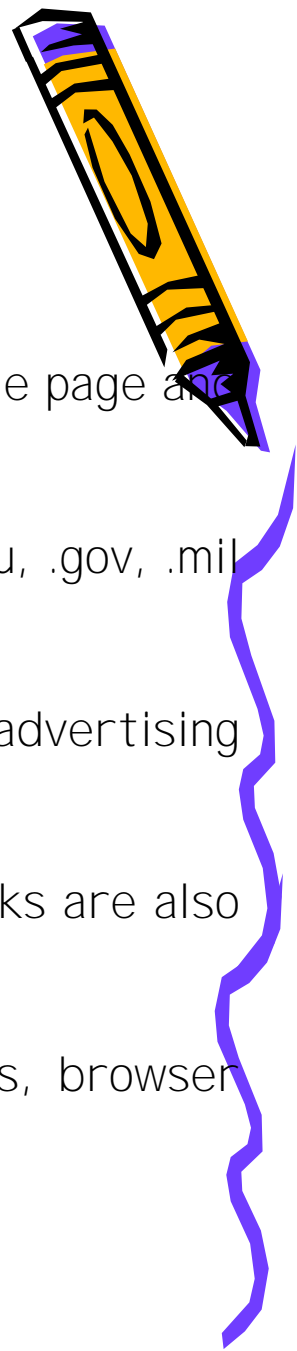 e page and
u, .gov, .mil
advertising
ks are also
s, browser